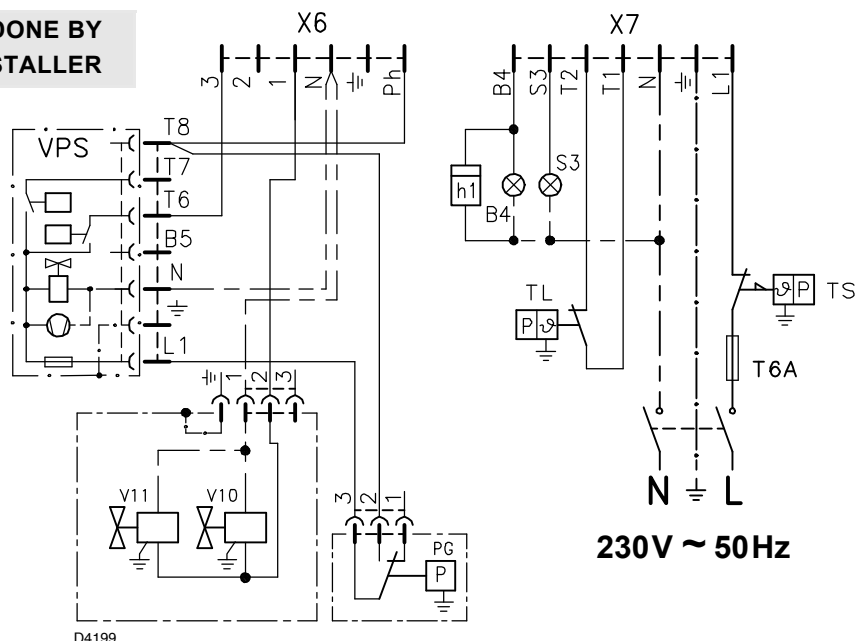 DONE BY
STALLER
X6
3 2 1 N Ph
VPS
T8
T7
T6
B5
N
L1
1 2 3
V11
V10
3 2 1
PG
P
D4199
X7
B4 S3 T2 T1 N L1
h1
B4
S3
TL
P ϑ
ϑ P
TS
T6A
N L
230V ~ 50Hz